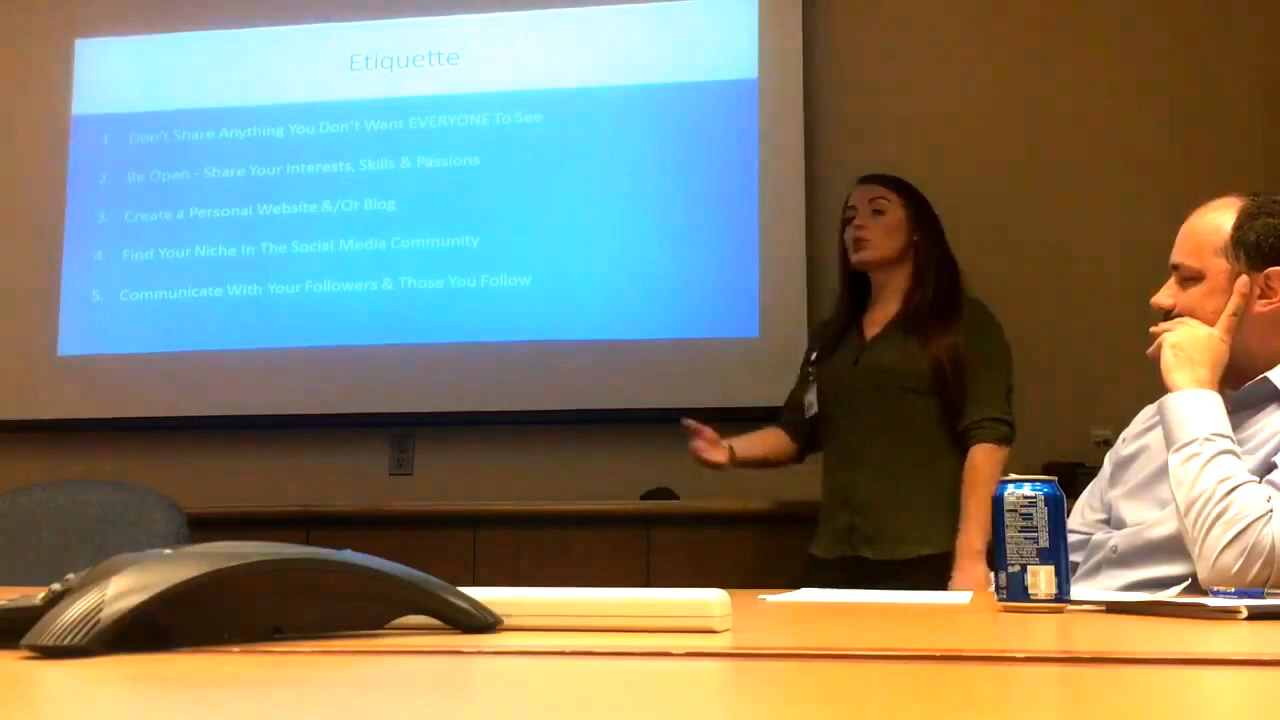 Etiquette
1. Don't Share Anything You Don't Want EVERYONE To See
2. Be Open - Share Your Interests, Skills & Passions
3. Create a Personal Website &/Or Blog
4. Find Your Niche In The Social Media Community
5. Communicate With Your Followers & Those You Follow